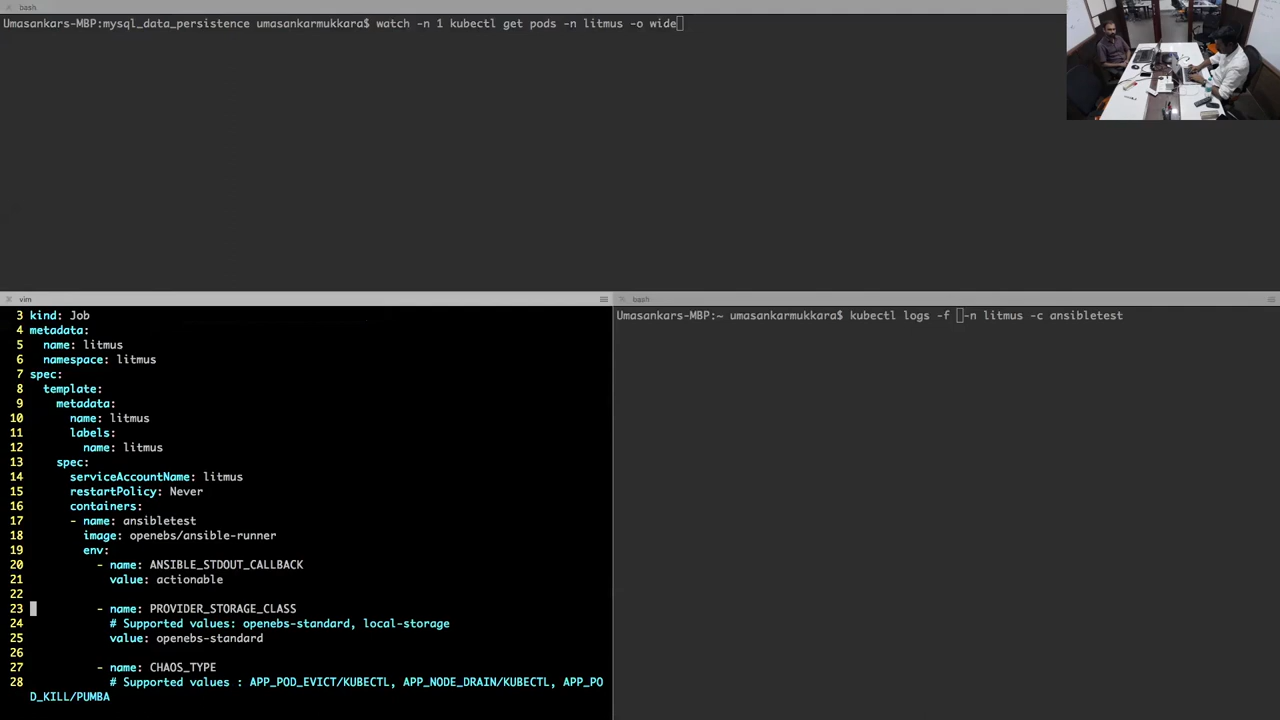 bash
Umasankars-MBP:mysql_data_persistence umasankarmukkara$ watch -n 1 kubectl get pods -n litmus -o wide
vim
3 kind: Job
4 metadata:
5   name: litmus
6   namespace: litmus
7 spec:
8   template:
9     metadata:
10       name: litmus
11       labels:
12         name: litmus
13     spec:
14       serviceAccountName: litmus
15       restartPolicy: Never
16       containers:
17       - name: ansibletest
18         image: openebs/ansible-runner
19         env:
20           - name: ANSIBLE_STDOUT_CALLBACK
21             value: actionable
22
23           - name: PROVIDER_STORAGE_CLASS
24             # Supported values: openebs-standard, local-storage
25             value: openebs-standard
26
27           - name: CHAOS_TYPE
28             # Supported values : APP_POD_EVICT/KUBECTL, APP_NODE_DRAIN/KUBECTL, APP_PO
D_KILL/PUMBA
bash
Umasankars-MBP:~ umasankarmukkara$ kubectl logs -f -n litmus -c ansibletest